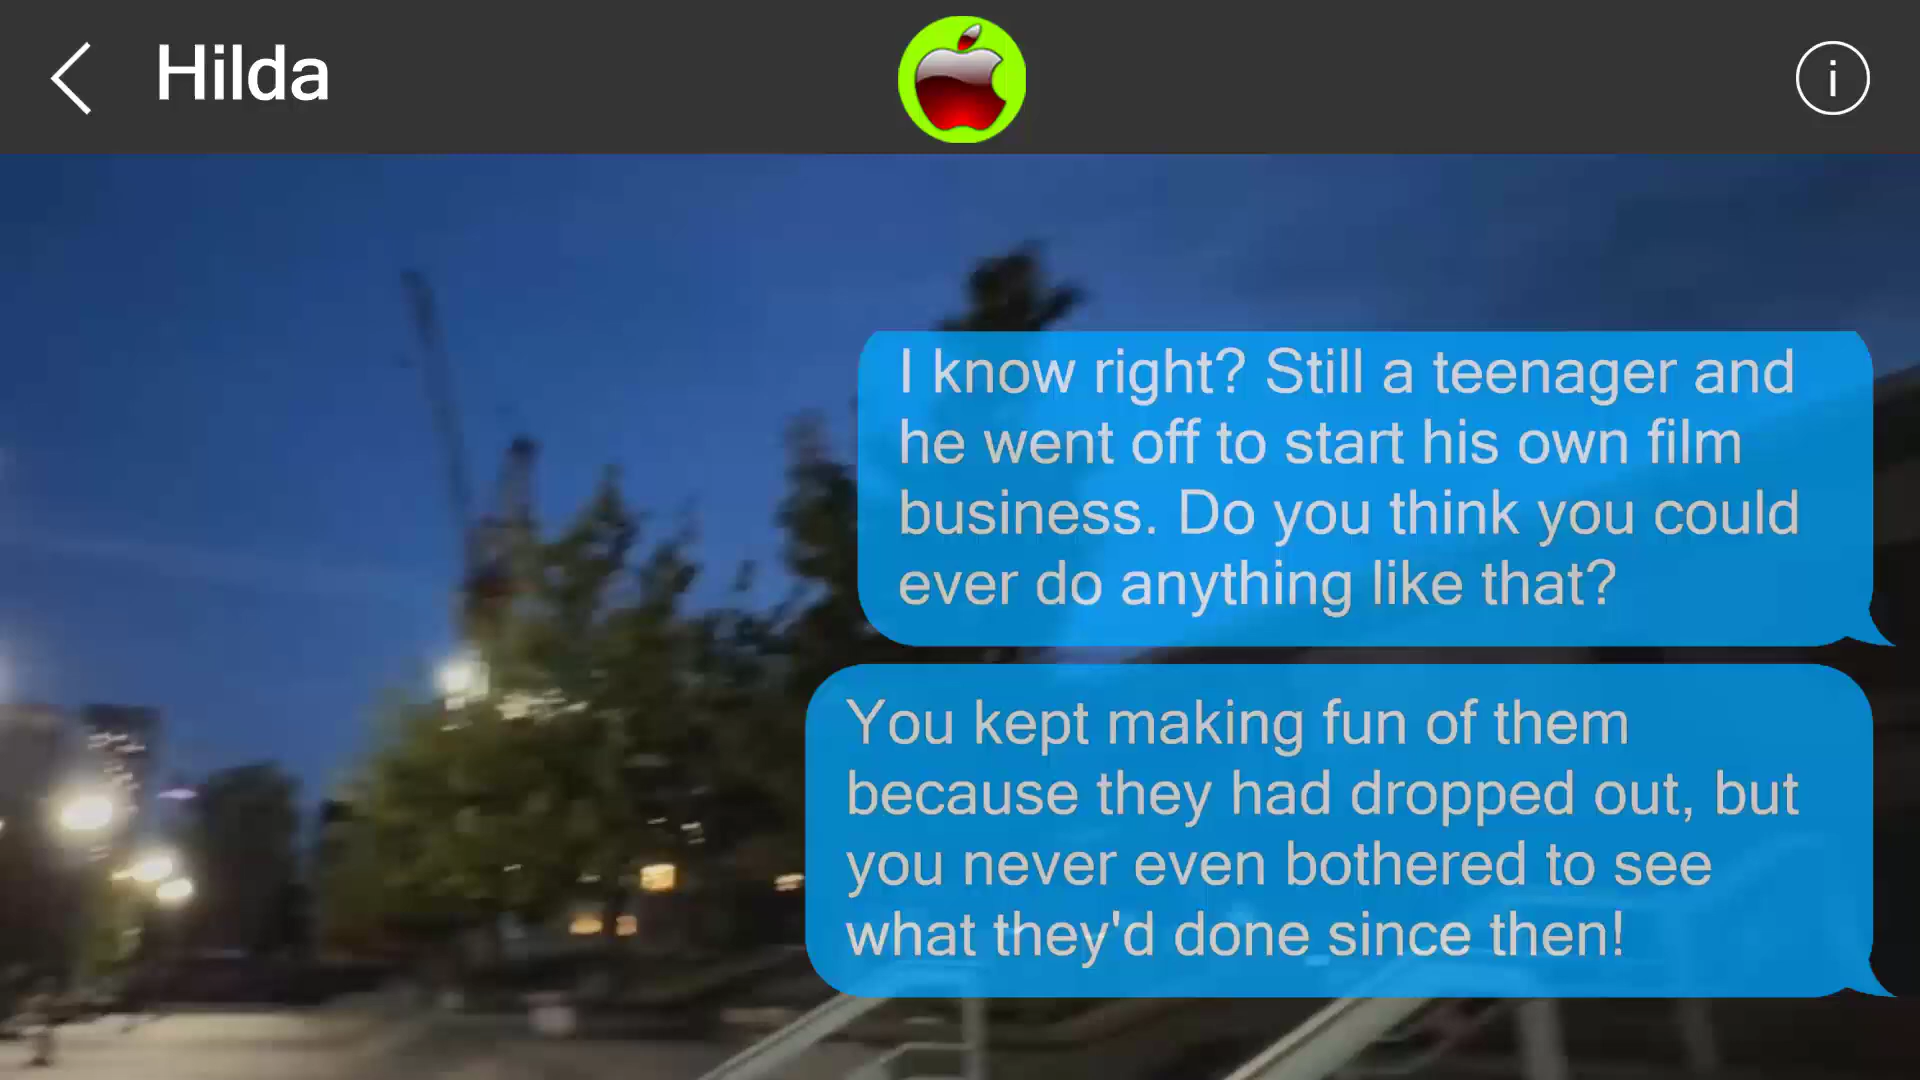 Hilda
i
I know right? Still a teenager and
he went off to start his own film
business. Do you think you could
ever do anything like that?
You kept making fun of them
because they had dropped out, but
you never even bothered to see
what they'd done since then!